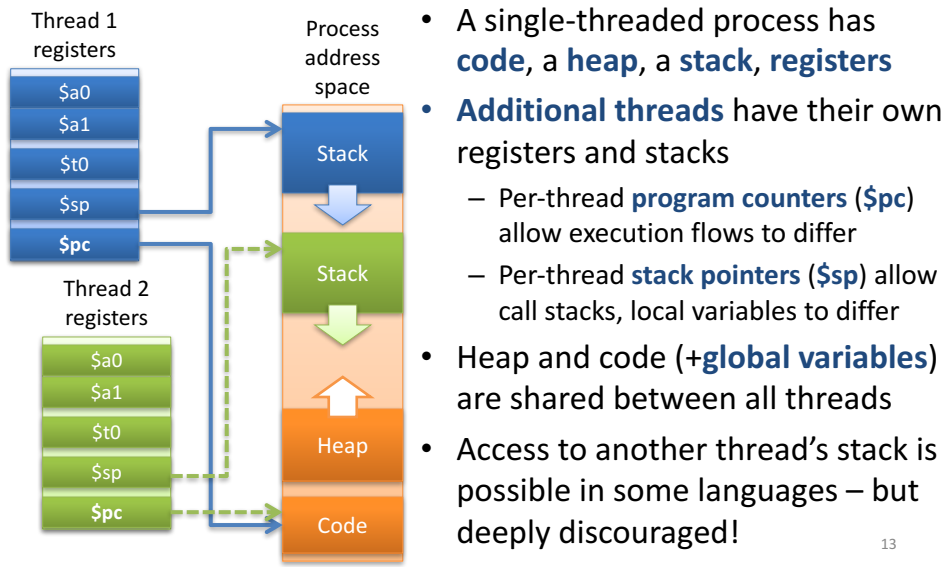 Thread 1
registers
$a0
$a1
$t0
$sp
$pc
Thread 2
registers
$a0
$a1
$t0
$sp
$pc
Process
address
space
Stack
Stack
Heap
Code
• A single-threaded process has
code, a heap, a stack, registers
• Additional threads have their own
registers and stacks
– Per-thread program counters ($pc)
allow execution flows to differ
– Per-thread stack pointers ($sp) allow
call stacks, local variables to differ
• Heap and code (+global variables)
are shared between all threads
• Access to another thread’s stack is
possible in some languages – but
deeply discouraged!
13